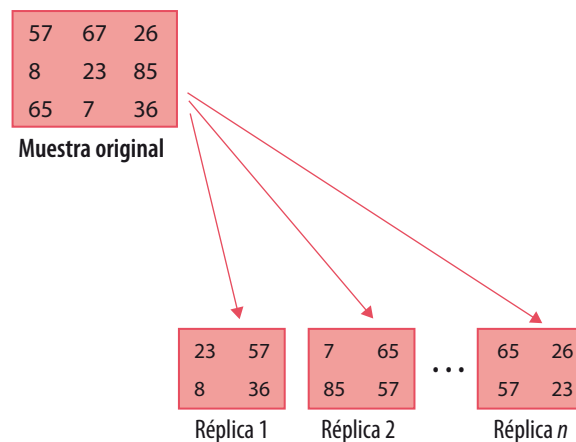 57 67 26
8 23 85
65 7 36
Muestra original
23 57
8 36
Réplica 1
7 65
85 57
Réplica 2
...
65 26
57 23
Réplica n